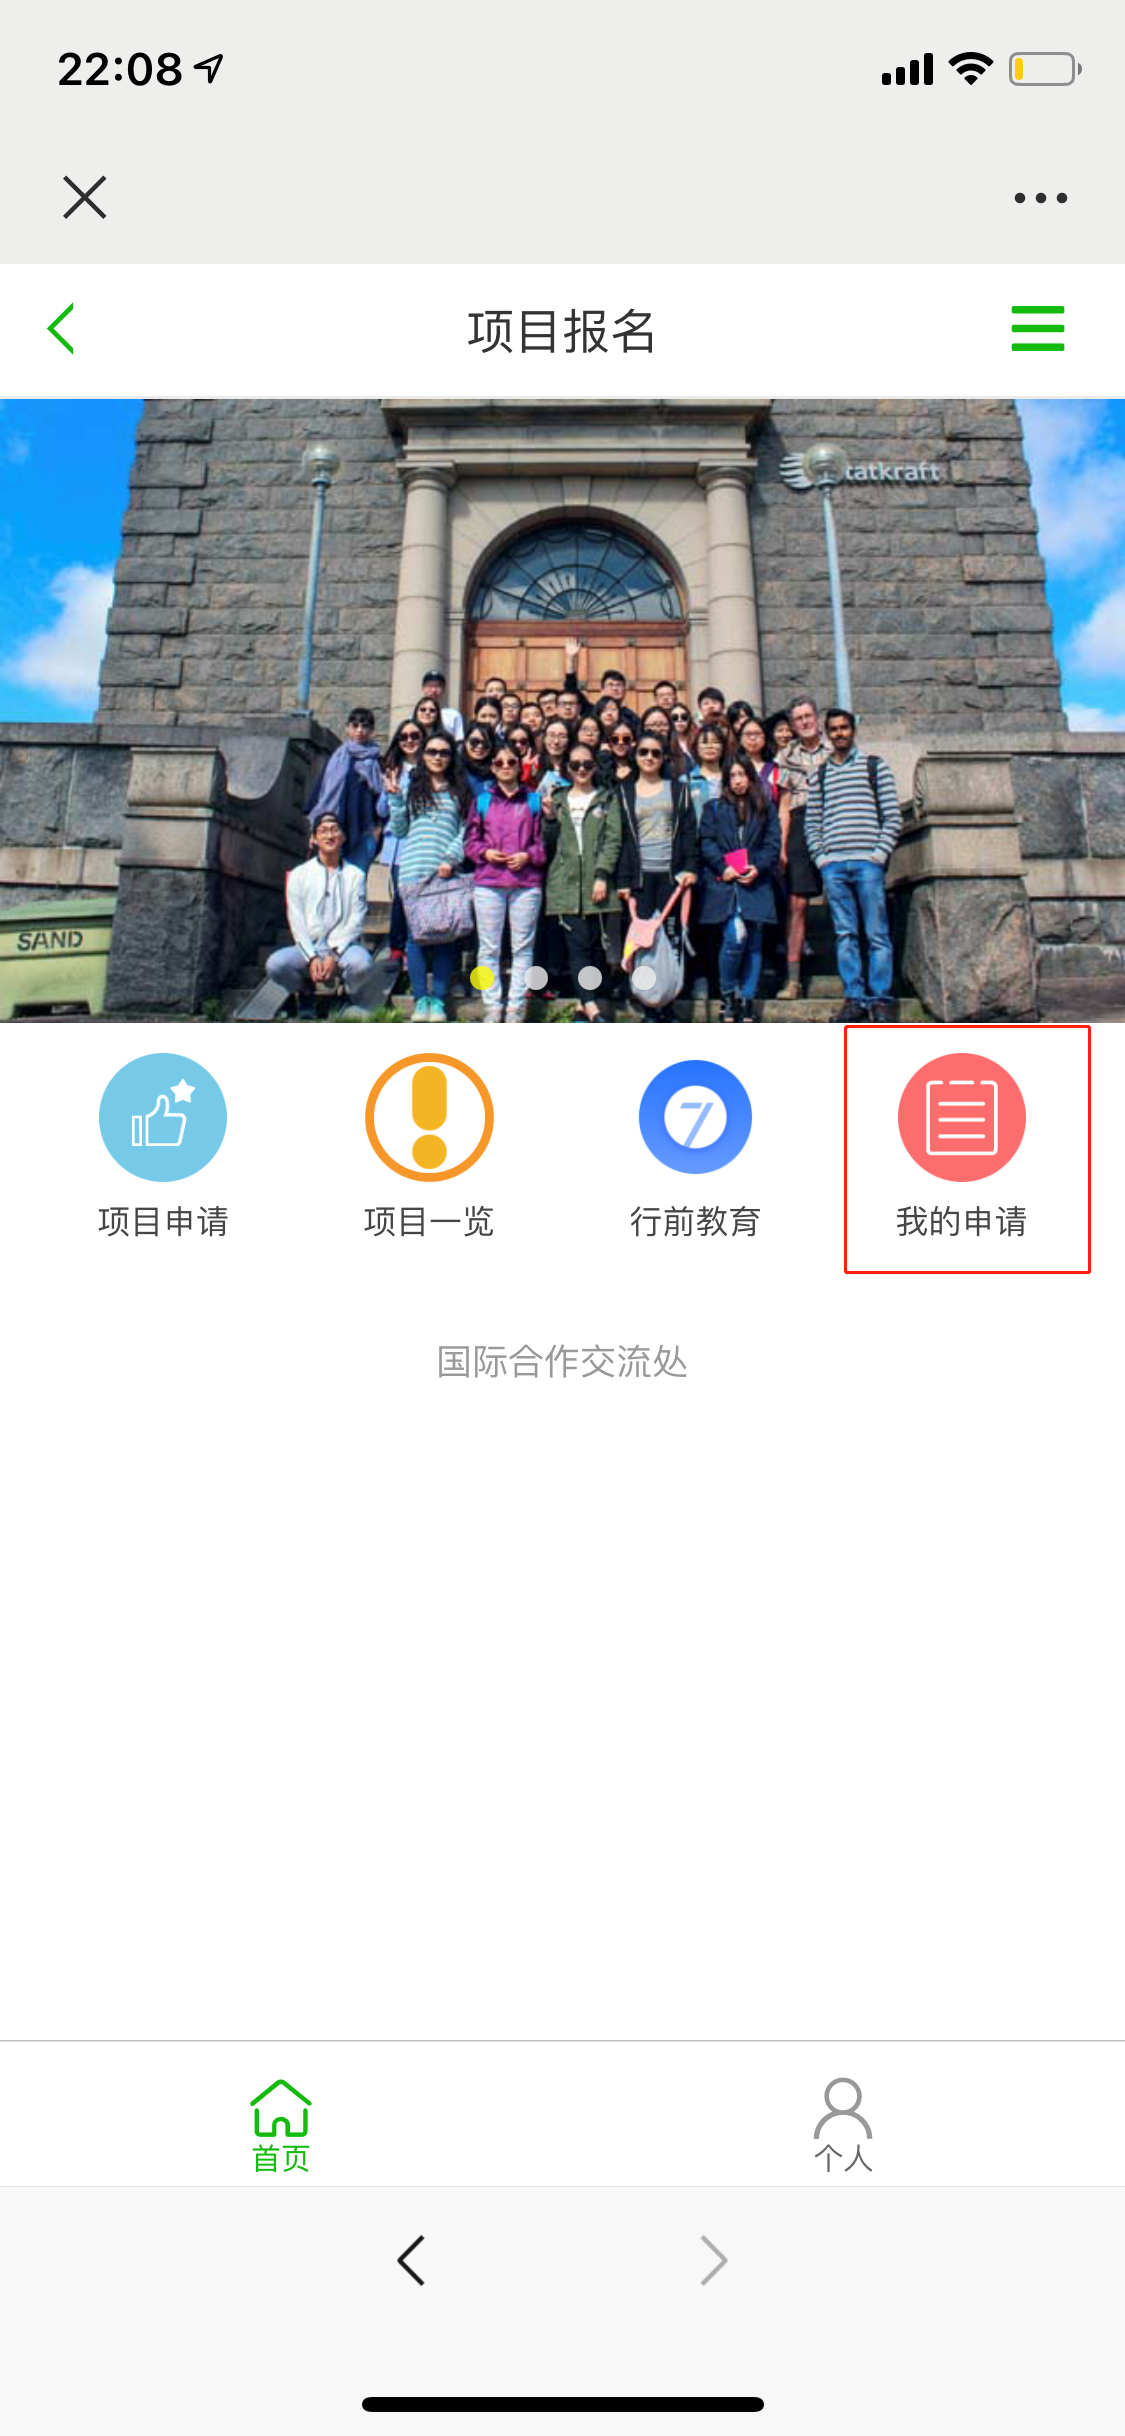 22:08
项目报名
tatkraft
SAND
项目申请
项目一览
行前教育
我的申请
国际合作交流处
首页
个人